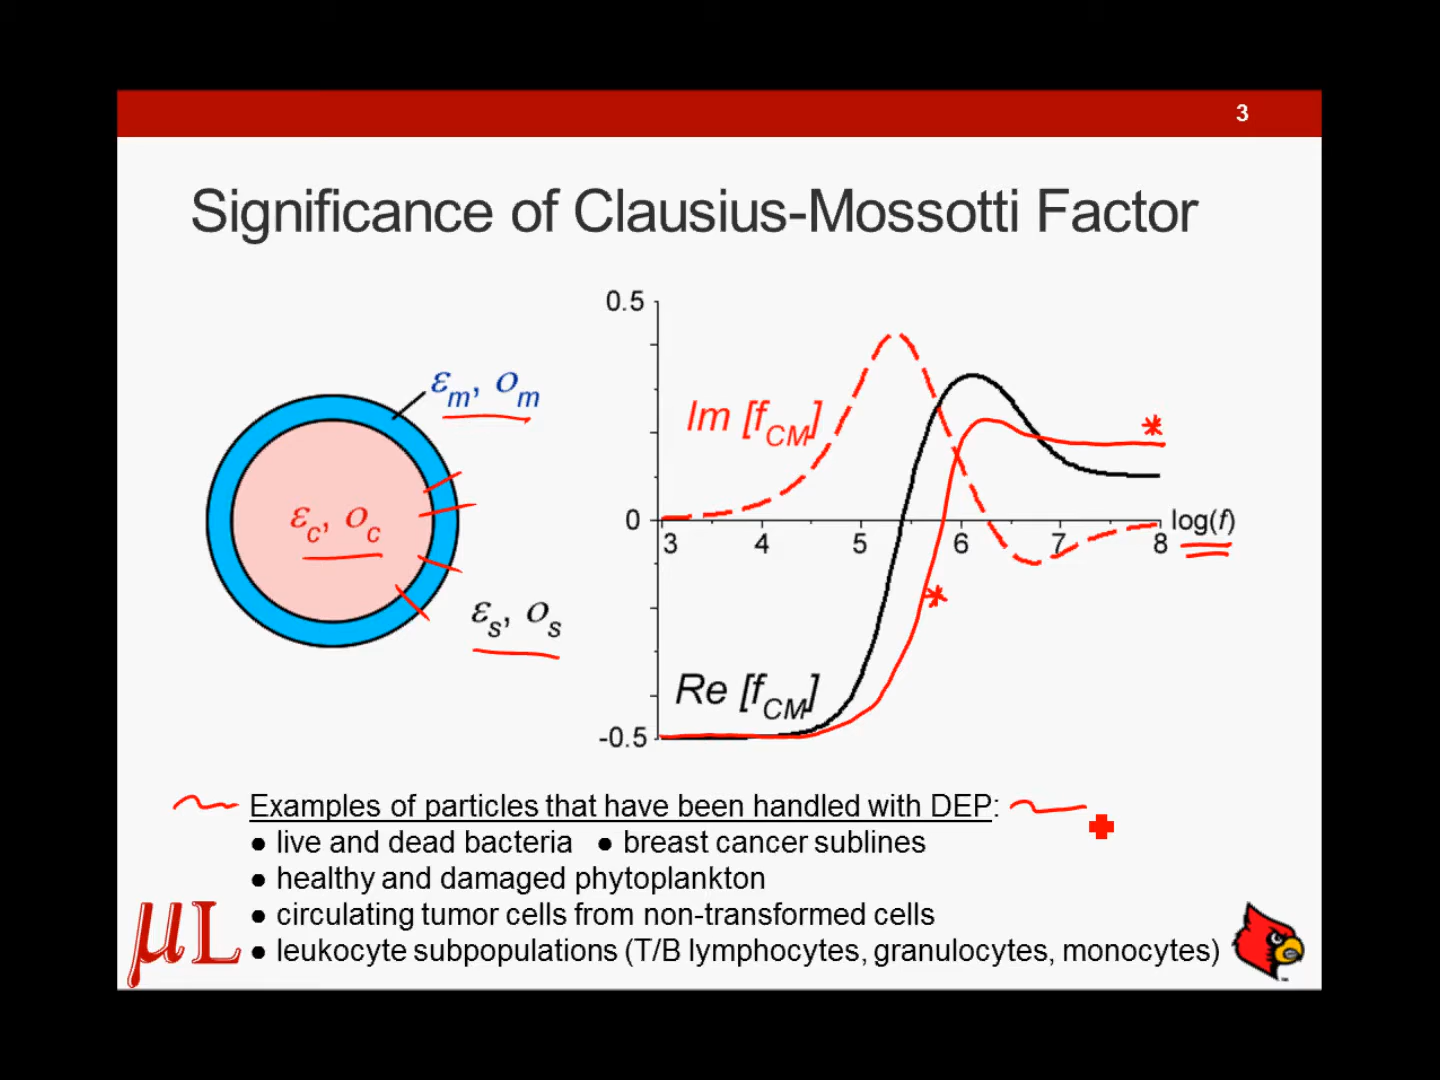 3
Significance of Clausius-Mossotti Factor
εm, σm
εc, σc
εs, σs
0.5
0
-0.5
Im [fCM]
Re [fCM]
3 4 5 6 7 8
log(f)
* *
Examples of particles that have been handled with DEP:
● live and dead bacteria ● breast cancer sublines
● healthy and damaged phytoplankton
● circulating tumor cells from non-transformed cells
● leukocyte subpopulations (T/B lymphocytes, granulocytes, monocytes)
μL